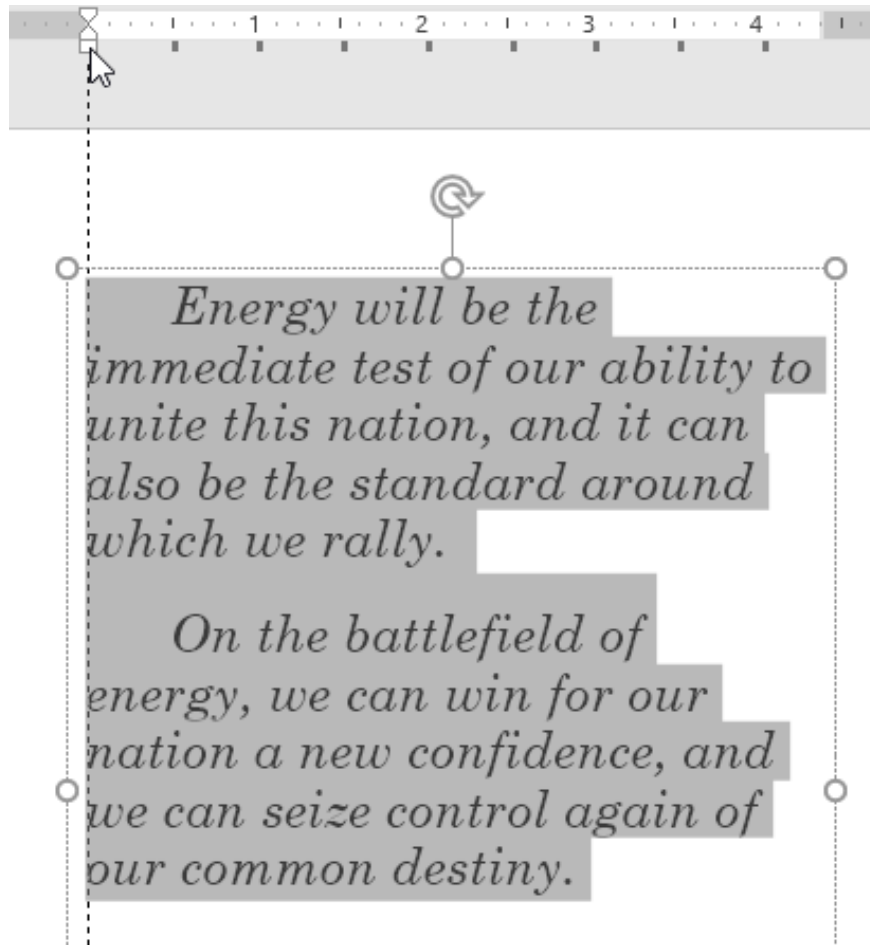 1 2 3 4
Energy will be the
immediate test of our ability to
unite this nation, and it can
also be the standard around
which we rally.
On the battlefield of
energy, we can win for our
nation a new confidence, and
we can seize control again of
our common destiny.